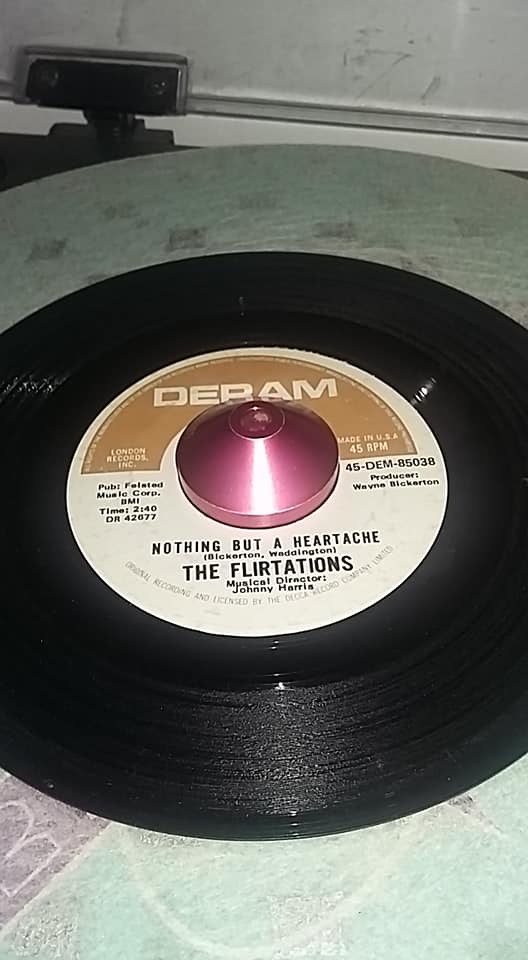 DERAM
LONDON
RECORDS,
INC.
MADE IN U.S.A
45 RPM
45-DEM-85038
Producer:
Wayne Bickerton
Pub: Felsted
Music Corp.
BMI
Time: 2:40
DR 42677
NOTHING BUT A HEARTACHE
(Bickerton, Waddington)
THE FLIRTATIONS
Musical Director:
Johnny Harris
ORIGINAL RECORDING AND LICENSED BY THE DECCA RECORD COMPANY LIMITED